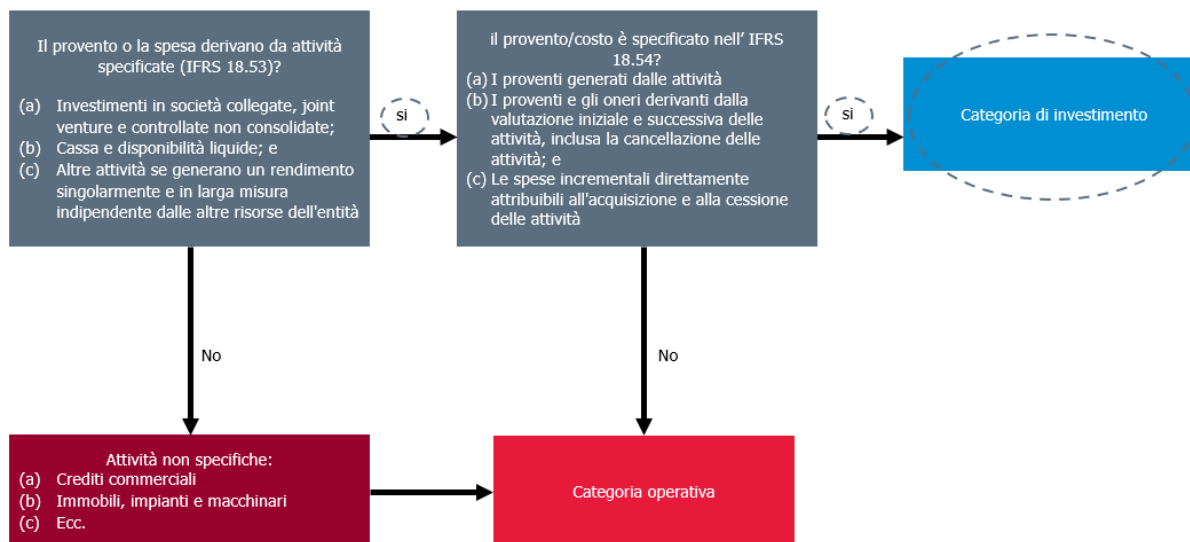 Il provento o la spesa derivano da attività
specificate (IFRS 18.53)?
(a) Investimenti in società collegate, joint
venture e controllate non consolidate;
(b) Cassa e disponibilità liquide; e
(c) Altre attività se generano un rendimento
singolarmente e in larga misura
indipendente dalle altre risorse dell'entità
si
il provento/costo è specificato nell' IFRS
18.54?
(a) I proventi generati dalle attività
(b) I proventi e gli oneri derivanti dalla
valutazione iniziale e successiva delle
attività, inclusa la cancellazione delle
attività; e
(c) Le spese incrementali direttamente
attribuibili all'acquisizione e alla cessione
delle attività
si
Categoria di investimento
No
No
Attività non specifiche:
(a) Crediti commerciali
(b) Immobili, impianti e macchinari
(c) Ecc.
Categoria operativa